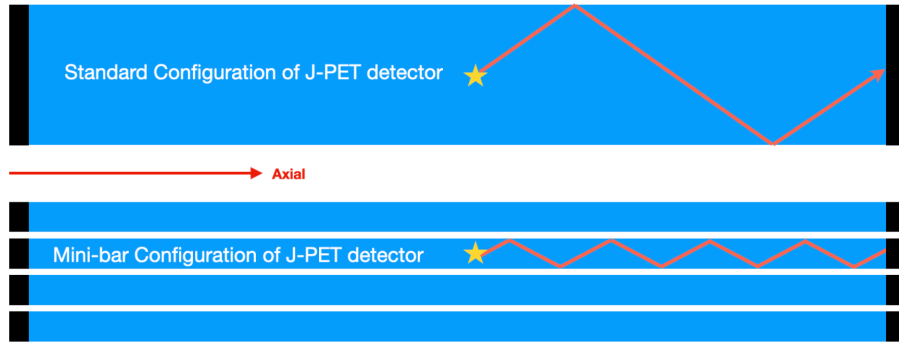 Standard Configuration of J-PET detector
Axial
Mini-bar Configuration of J-PET detector